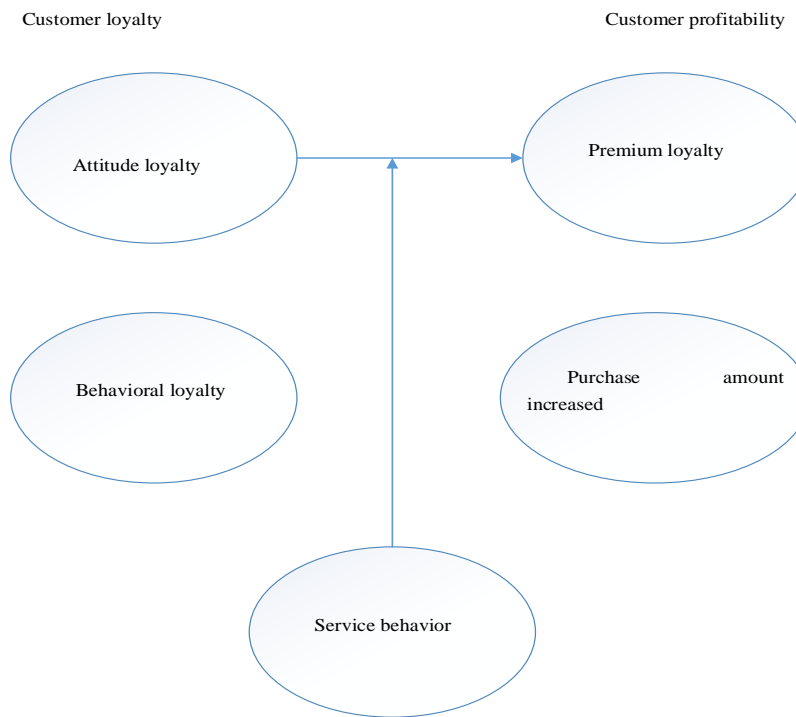 Customer loyalty
Customer profitability
Attitude loyalty
Premium loyalty
Behavioral loyalty
Purchase amount
increased
Service behavior